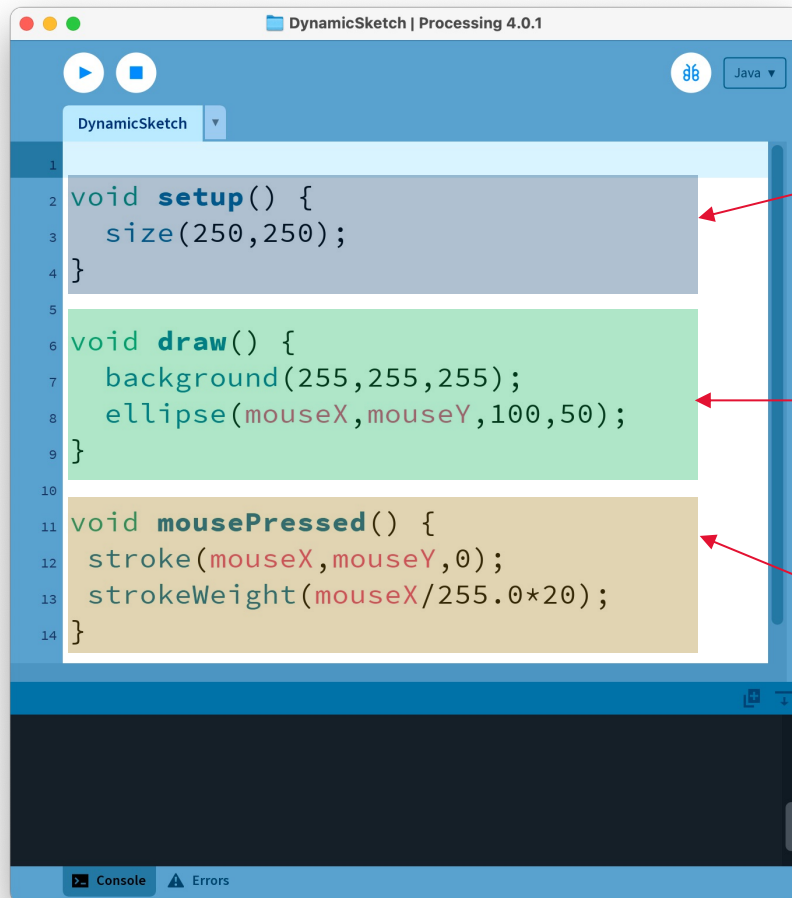 DynamicSketch | Processing 4.0.1
Java ▼
DynamicSketch ▼
1
2 void setup() {
3   size(250,250);
4 }
5
6 void draw() {
7   background(255,255,255);
8   ellipse(mouseX,mouseY,100,50);
9 }
10
11 void mousePressed() {
12  stroke(mouseX,mouseY,0);
13  strokeWeight(mouseX/255.0*20);
14 }
Console Errors